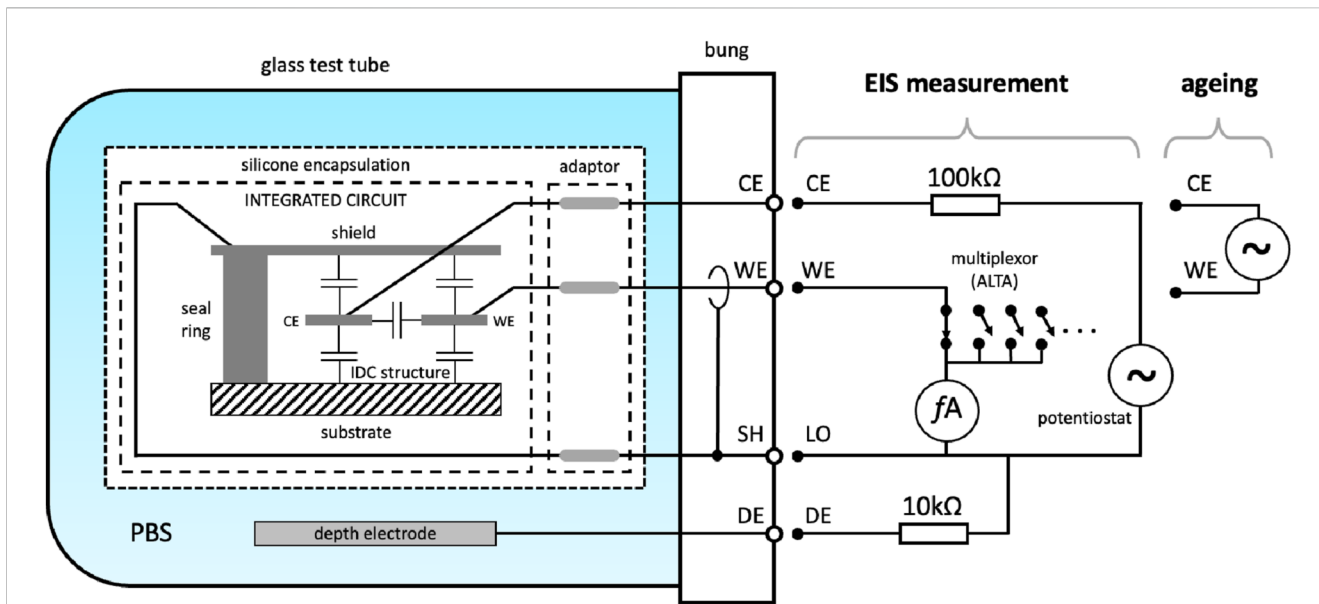 bung
glass test tube
EIS measurement
ageing
silicone encapsulation
adaptor
INTEGRATED CIRCUIT
shield
seal
ring
CE
WE
IDC structure
substrate
CE
WE
SH
DE
CE
100kΩ
WE
multiplexor
(ALTA)
. . .
fA
~
potentiostat
LO
DE
10kΩ
CE
WE
~
PBS
depth electrode